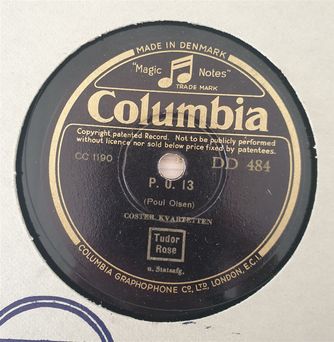 MADE IN DENMARK
"Magic Notes"
TRADE MARK
Columbia
Copyright patented Record. Not to be publicly performed
without licence nor sold below price fixed by patentees.
CC 1190
DD 484
P. O. 13
(Poul Olsen)
COSTER KVARTETTEN
Tudor
Rose
u. Statsafg.
COLUMBIA GRAPHOPHONE Co., LTD, LONDON, E.C.1